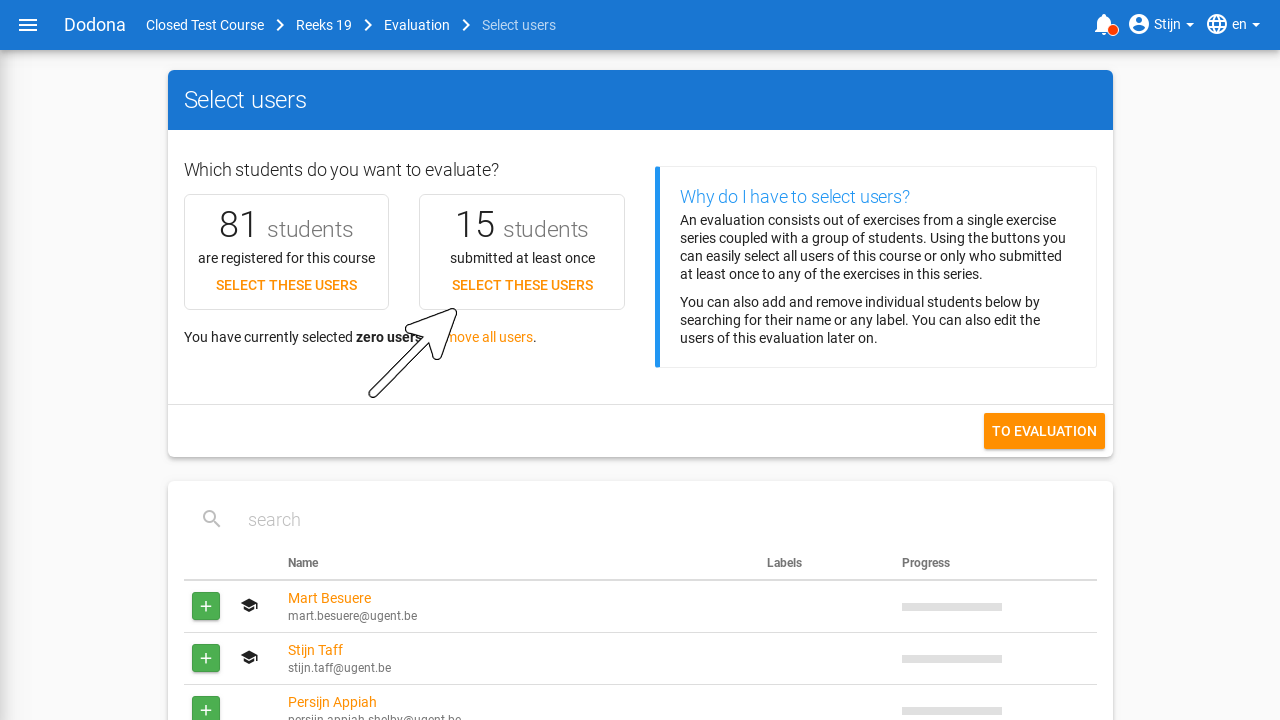 Dodona Closed Test Course Reeks 19 Evaluation Select users Stijn en
Select users
Which students do you want to evaluate?
81 students
are registered for this course
SELECT THESE USERS
15 students
submitted at least once
SELECT THESE USERS
You have currently selected zero users move all users.
Why do I have to select users?
An evaluation consists out of exercises from a single exercise
series coupled with a group of students. Using the buttons you
can easily select all users of this course or only who submitted
at least once to any of the exercises in this series.
You can also add and remove individual students below by
searching for their name or any label. You can also edit the
users of this evaluation later on.
TO EVALUATION
search
Name Labels Progress
Mart Besuere
mart.besuere@ugent.be
Stijn Taff
stijn.taff@ugent.be
Persijn Appiah
persijn.appiah.shelby@ugent.be